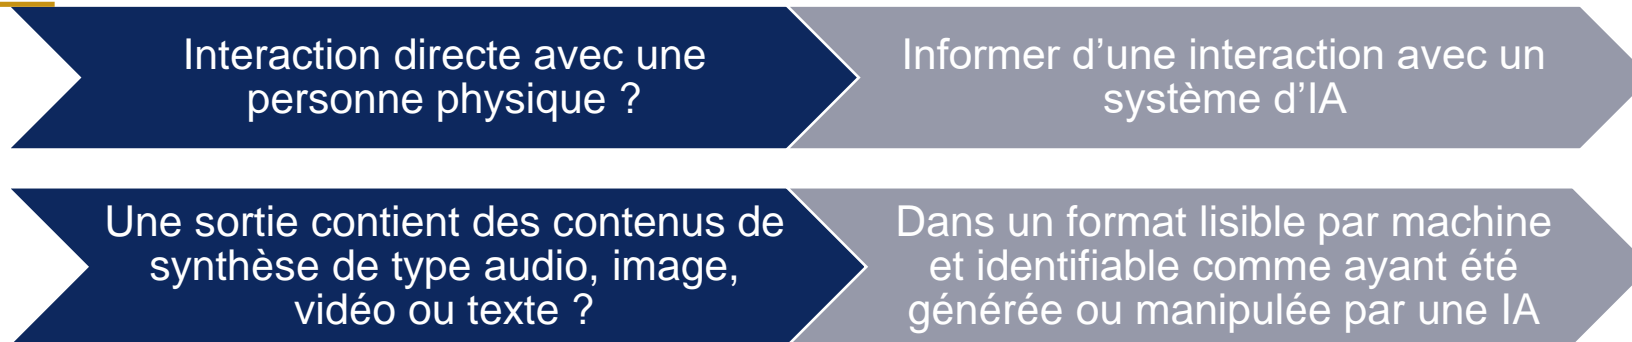 Interaction directe avec une
personne physique ?
Informer d’une interaction avec un
système d’IA
Une sortie contient des contenus de
synthèse de type audio, image,
vidéo ou texte ?
Dans un format lisible par machine
et identifiable comme ayant été
générée ou manipulée par une IA